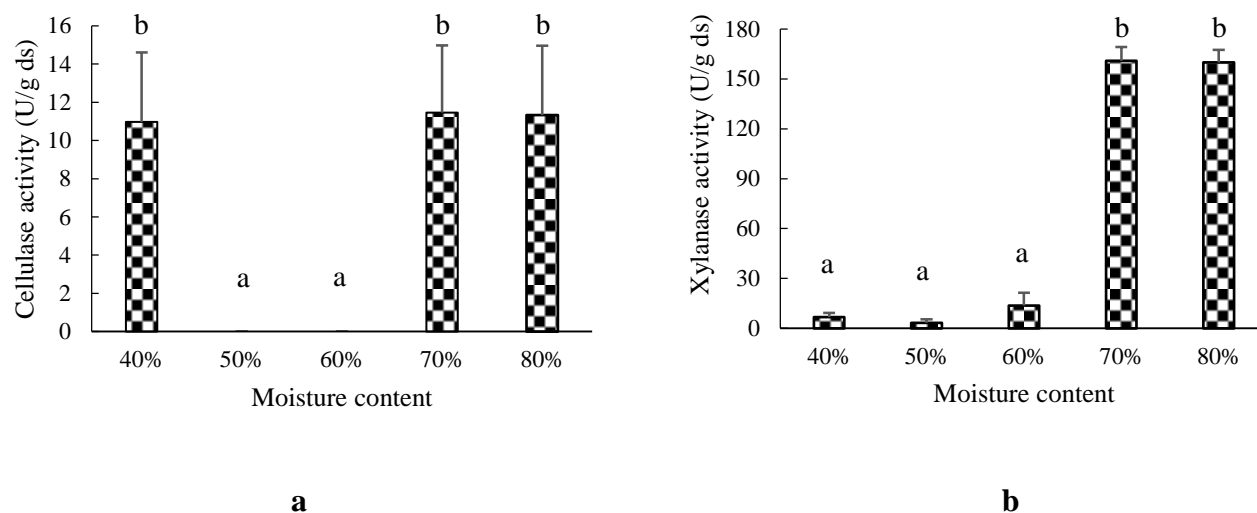 Cellulase activity (U/g ds)
16
14
12
10
8
6
4
2
0
b
a
a
b
b
40%
50%
60%
70%
80%
Moisture content
a
Xylanase activity (U/g ds)
180
150
120
90
60
30
0
a
a
a
b
b
40%
50%
60%
70%
80%
Moisture content
b